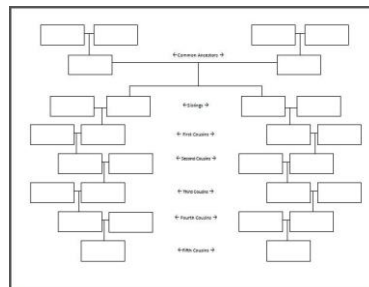 ← Common Ancestors →
← Siblings →
← First Cousins →
← Second Cousins →
← Third Cousins →
← Fourth Cousins →
← Fifth Cousins →